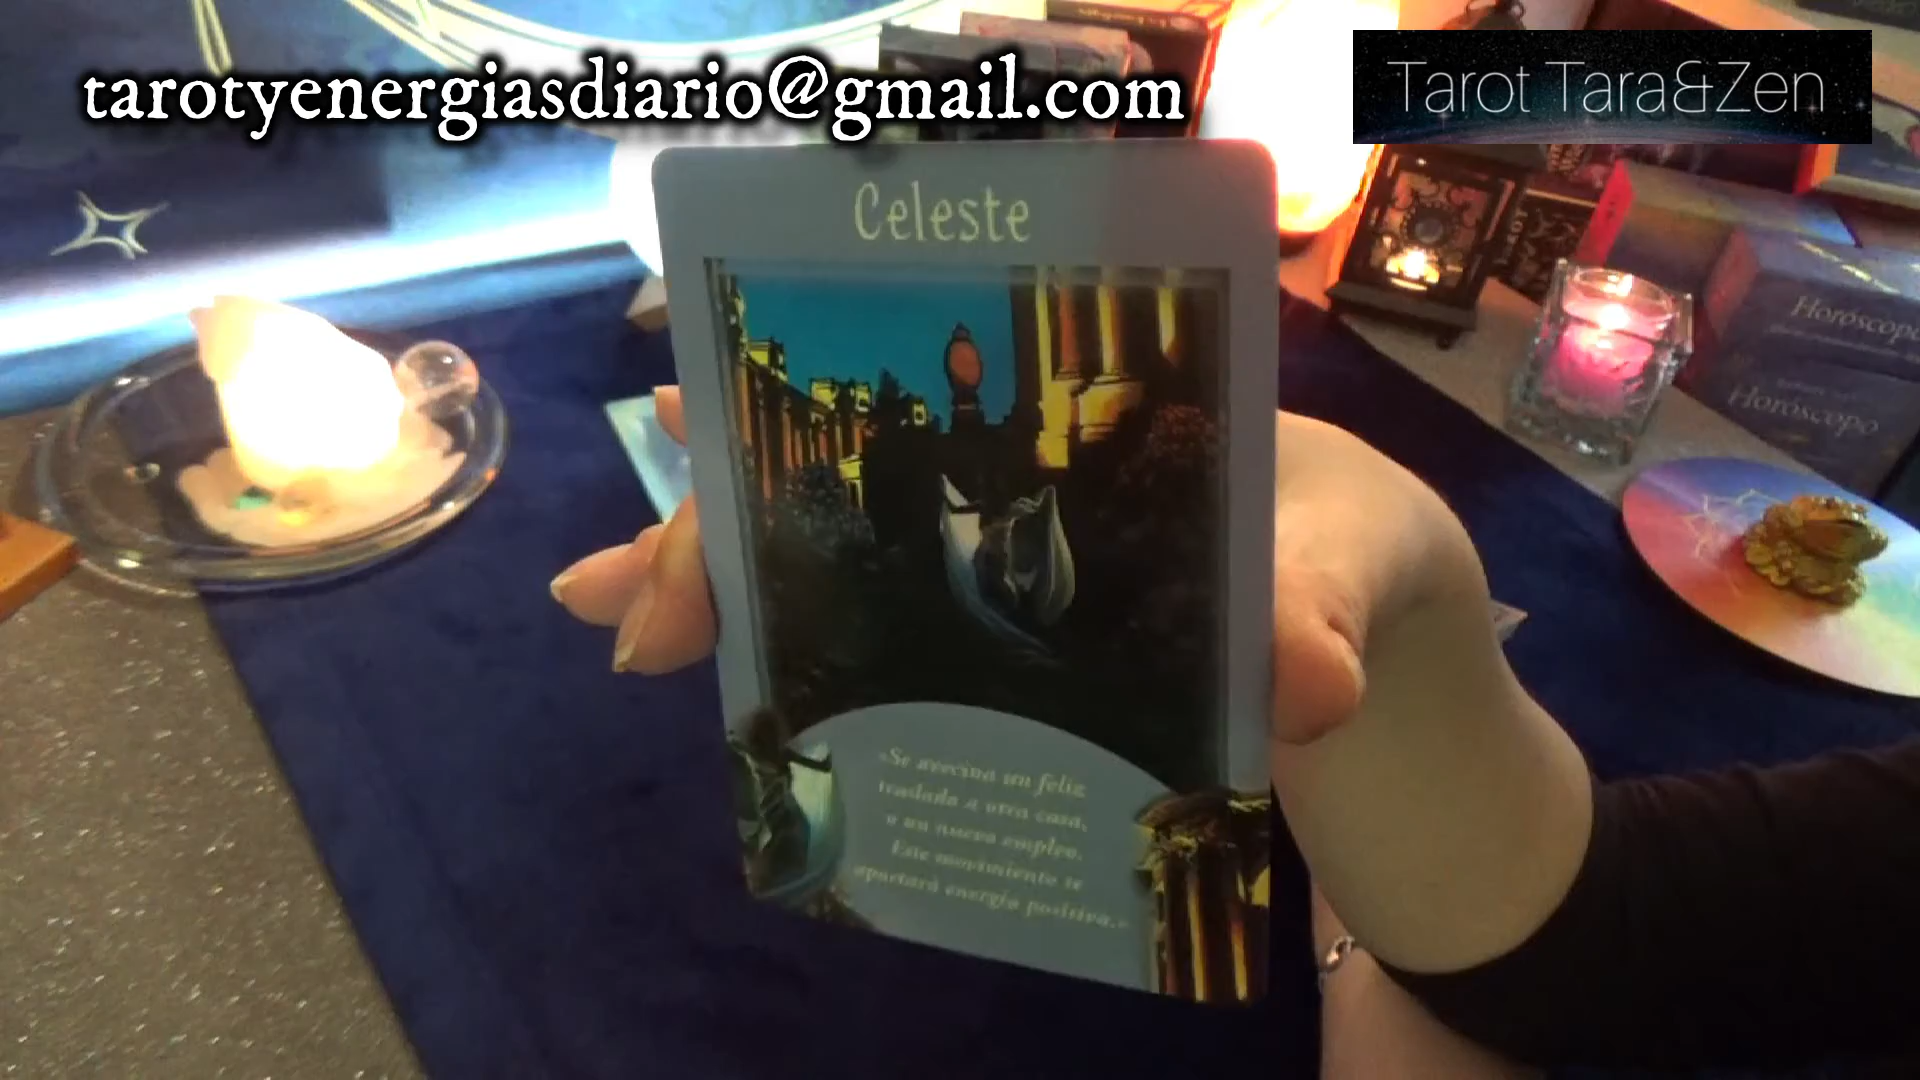 tarotyenergiasdiario@gmail.com
Tarot Tara&Zen
Celeste
«Se avecina un feliz
traslado a otra casa,
o un nuevo empleo.
Este movimiento te
aportará energía positiva.»
TAROT
Horóscopo
Horóscopo